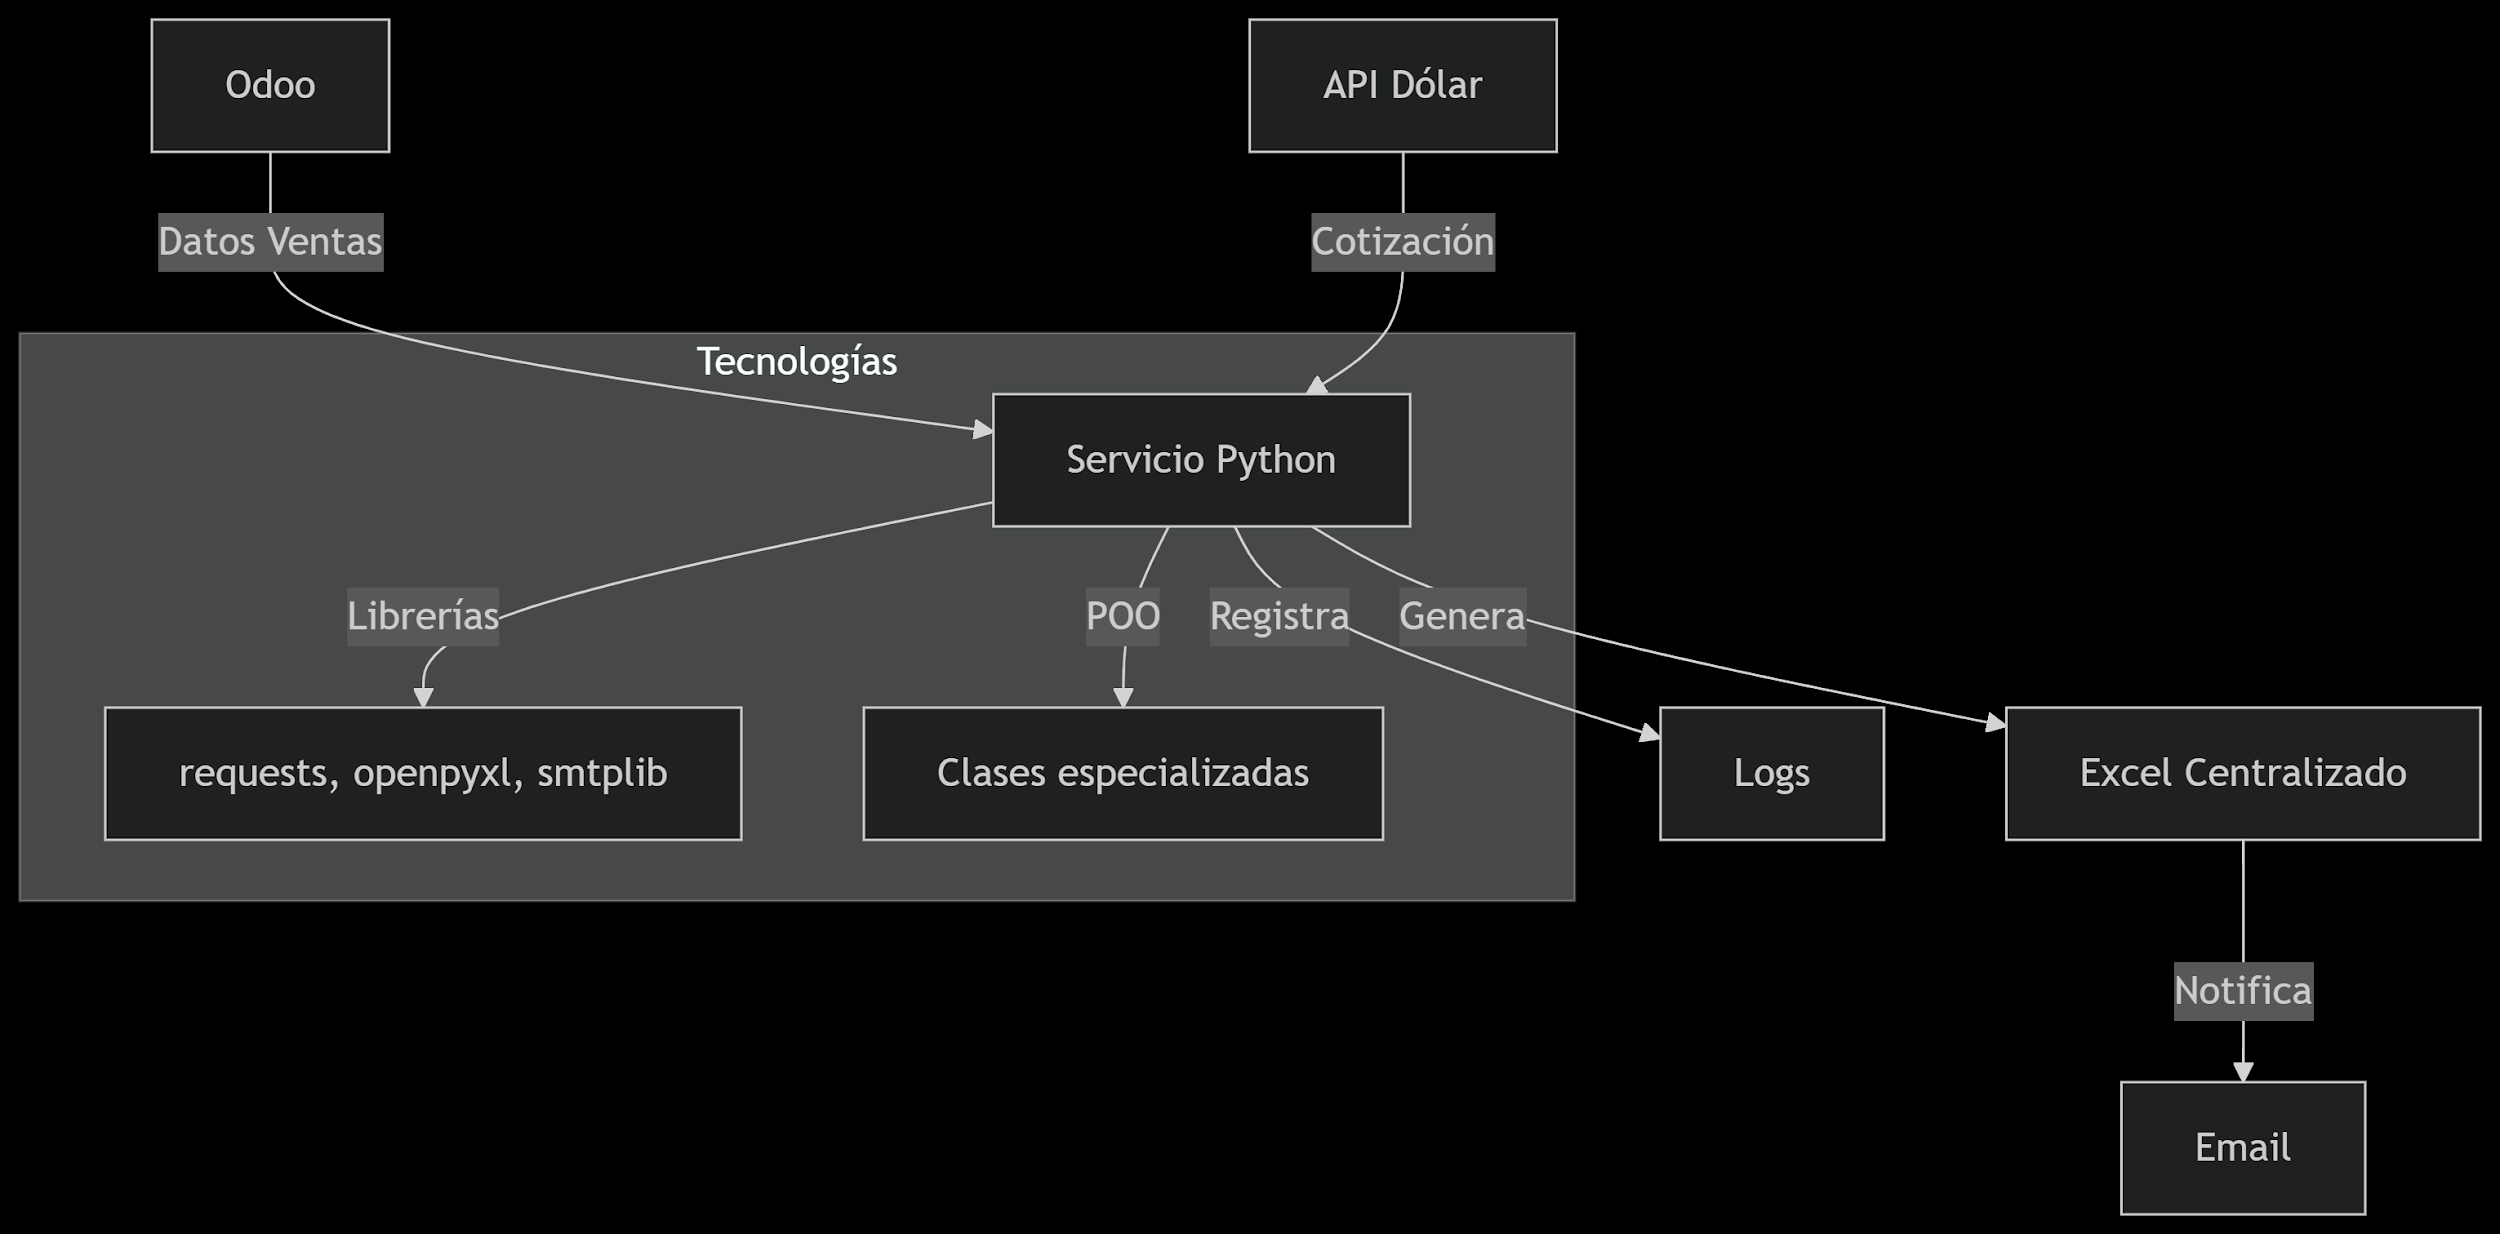 Odoo
API Dólar
Datos Ventas
Cotización
Tecnologías
Servicio Python
Librerías
POO
Registra
Genera
requests, openpyxl, smtplib
Clases especializadas
Logs
Excel Centralizado
Notifica
Email